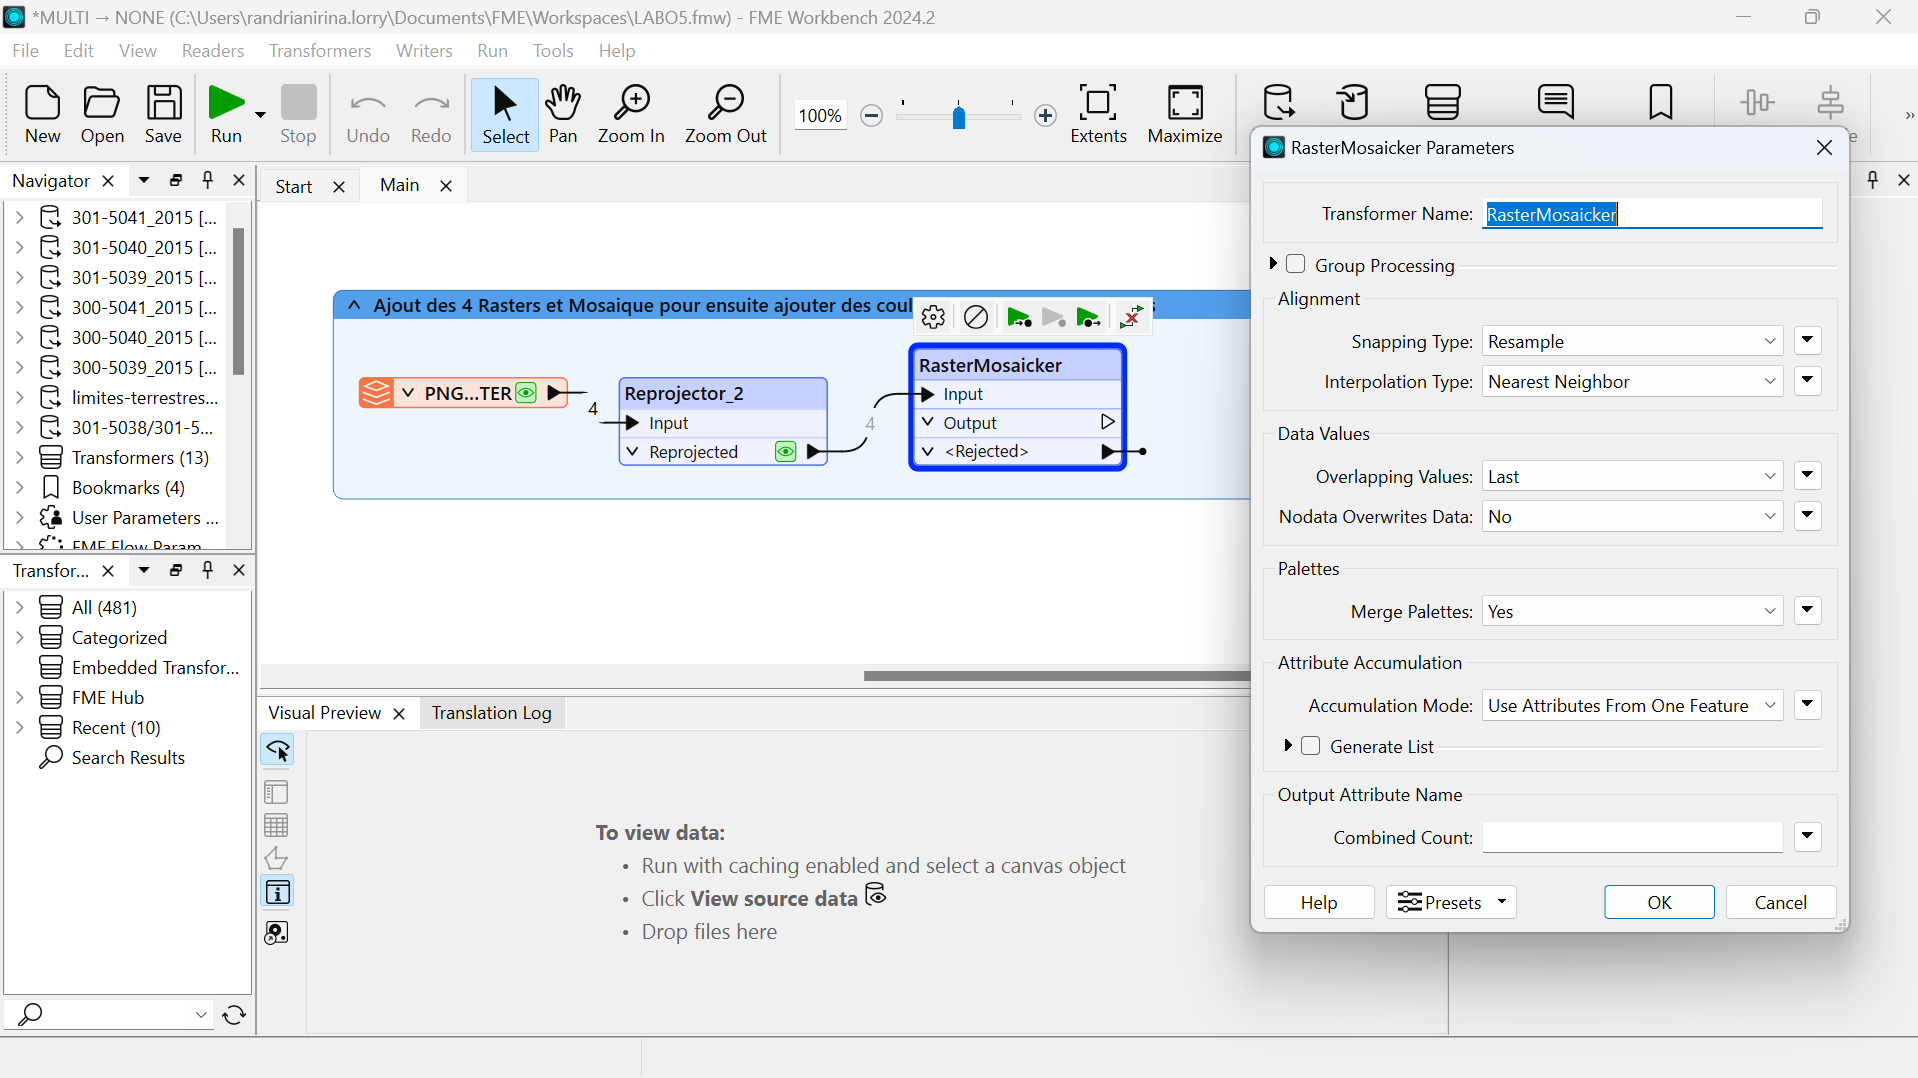 *MULTI → NONE (C:\Users\randrianirina.lorry\Documents\FME\Workspaces\LABO5.fmw) - FME Workbench 2024.2
File Edit View Readers Transformers Writers Run Tools Help
New Open Save Run Stop Undo Redo Select Pan Zoom In Zoom Out 100% Extents Maximize
Navigator
301-5041_2015 [...
301-5040_2015 [...
301-5039_2015 [...
300-5041_2015 [...
300-5040_2015 [...
300-5039_2015 [...
limites-terrestres...
301-5038/301-5...
Transformers (13)
Bookmarks (4)
User Parameters ...
FME Flow Param
Transfor...
All (481)
Categorized
Embedded Transfor...
FME Hub
Recent (10)
Search Results
Start
Main
Ajout des 4 Rasters et Mosaique pour ensuite ajouter des coul
PNG...TER
4
Reprojector_2
Input
Reprojected
4
RasterMosaicker
Input
Output
<Rejected>
Visual Preview
Translation Log
To view data:
• Run with caching enabled and select a canvas object
• Click View source data
• Drop files here
RasterMosaicker Parameters
Transformer Name: RasterMosaicker
Group Processing
Alignment
Snapping Type: Resample
Interpolation Type: Nearest Neighbor
Data Values
Overlapping Values: Last
Nodata Overwrites Data: No
Palettes
Merge Palettes: Yes
Attribute Accumulation
Accumulation Mode: Use Attributes From One Feature
Generate List
Output Attribute Name
Combined Count:
Help Presets OK Cancel